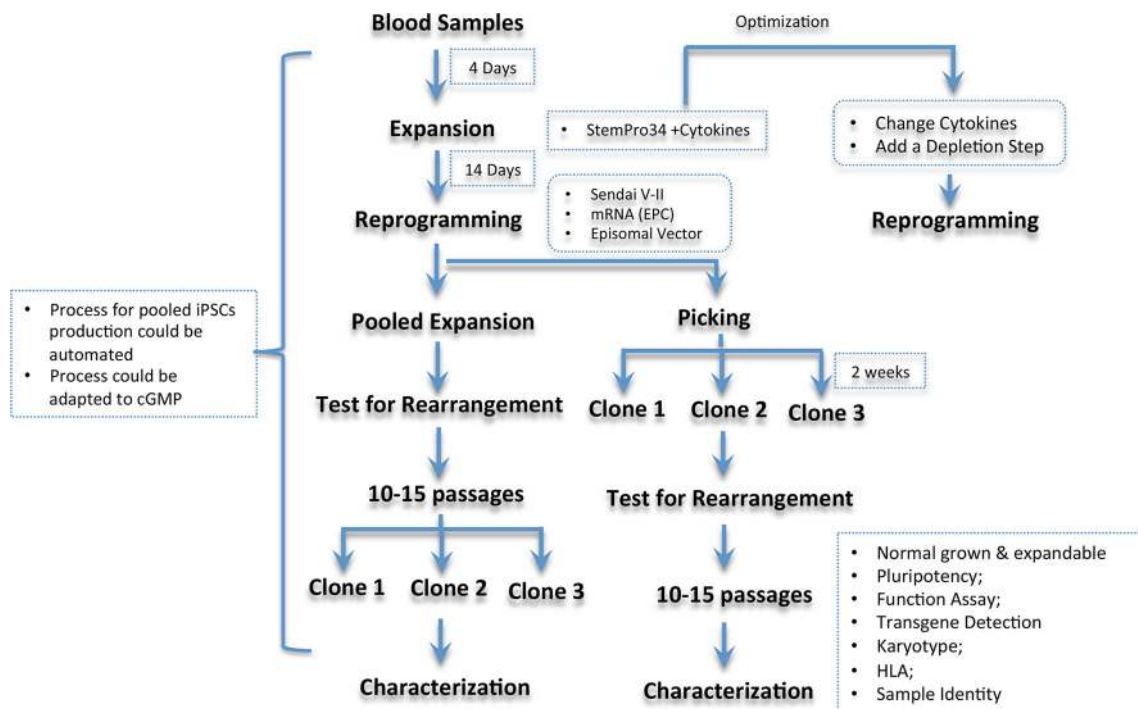 Blood Samples
Optimization
4 Days
Expansion
• StemPro34 +Cytokines
• Change Cytokines
• Add a Depletion Step
14 Days
Reprogramming
• Sendai V-II
• mRNA (EPC)
• Episomal Vector
Reprogramming
• Process for pooled iPSCs
production could be
automated
• Process could be
adapted to cGMP
Pooled Expansion
Picking
2 weeks
Test for Rearrangement
Clone 1
Clone 2
Clone 3
10-15 passages
Test for Rearrangement
Clone 1
Clone 2
Clone 3
10-15 passages
• Normal grown & expandable
• Pluripotency;
• Function Assay;
• Transgene Detection
• Karyotype;
• HLA;
• Sample Identity
Characterization
Characterization